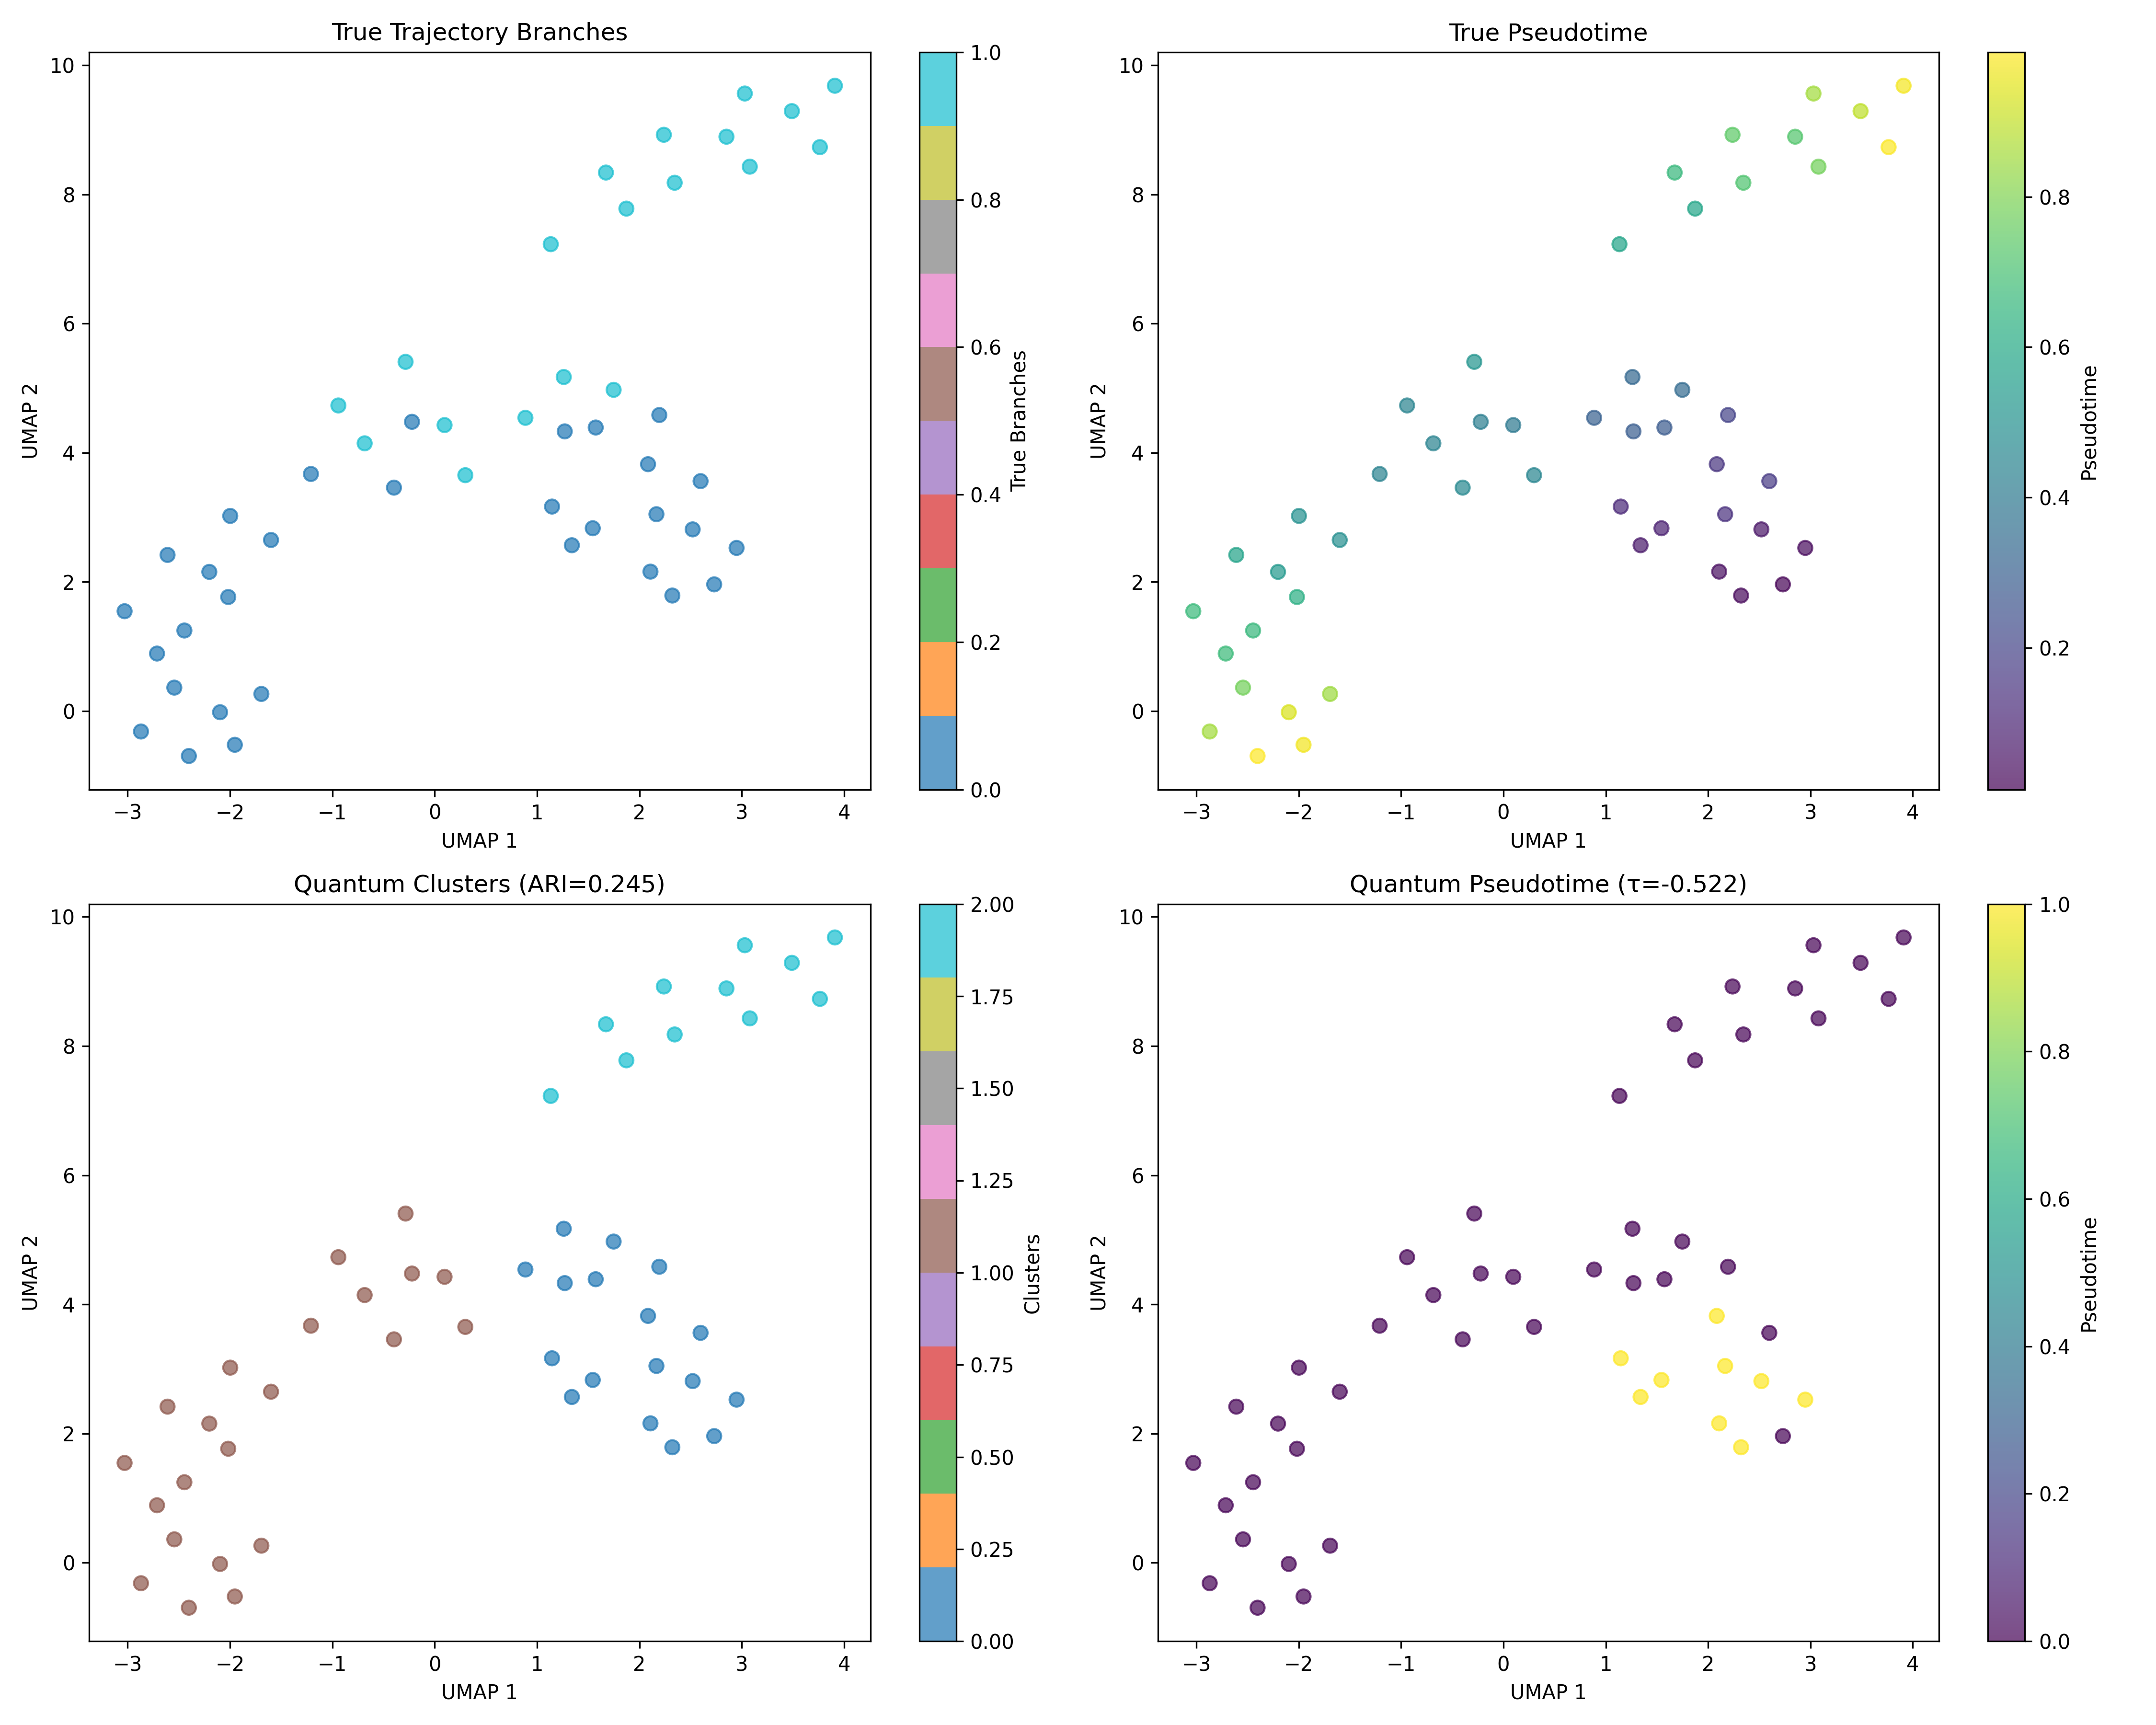 True Trajectory Branches
10
8
6
4
2
0
UMAP 2
−3 −2 −1 0 1 2 3 4
UMAP 1
1.0
0.8
0.6
0.4
0.2
0.0
True Branches
True Pseudotime
10
8
6
4
2
0
UMAP 2
−3 −2 −1 0 1 2 3 4
UMAP 1
0.8
0.6
0.4
0.2
Pseudotime
Quantum Clusters (ARI=0.245)
10
8
6
4
2
0
UMAP 2
−3 −2 −1 0 1 2 3 4
UMAP 1
2.00
1.75
1.50
1.25
1.00
0.75
0.50
0.25
0.00
Clusters
Quantum Pseudotime (τ=-0.522)
10
8
6
4
2
0
UMAP 2
−3 −2 −1 0 1 2 3 4
UMAP 1
1.0
0.8
0.6
0.4
0.2
0.0
Pseudotime